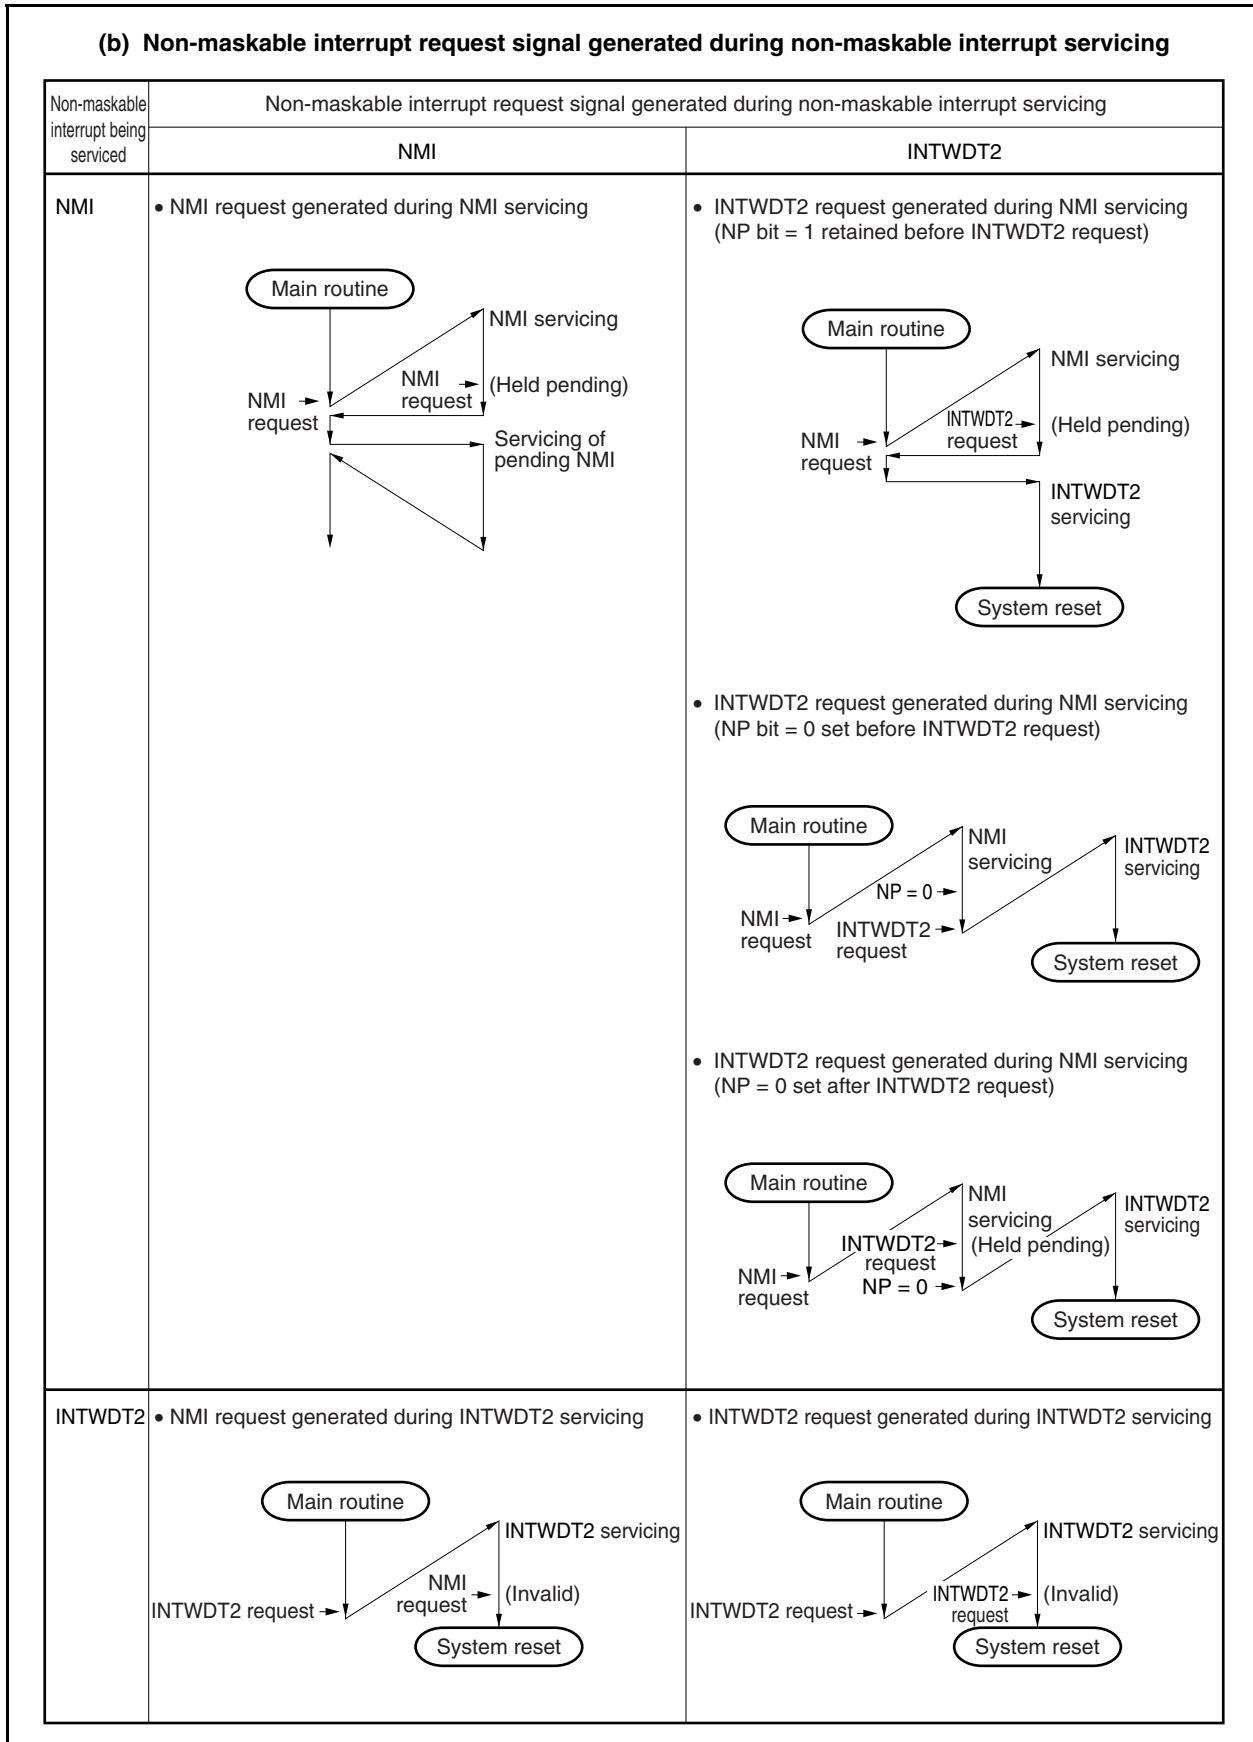 (b) Non-maskable interrupt request signal generated during non-maskable interrupt servicing
Non-maskable
interrupt being
serviced
Non-maskable interrupt request signal generated during non-maskable interrupt servicing
NMI
INTWDT2
NMI
• NMI request generated during NMI servicing
Main routine
NMI servicing
NMI
request
(Held pending)
NMI
request
Servicing of
pending NMI
• INTWDT2 request generated during NMI servicing
(NP bit = 1 retained before INTWDT2 request)
Main routine
NMI servicing
INTWDT2
request
(Held pending)
NMI
request
INTWDT2
servicing
System reset
• INTWDT2 request generated during NMI servicing
(NP bit = 0 set before INTWDT2 request)
Main routine
NMI
servicing
INTWDT2
servicing
NP = 0
NMI
request
INTWDT2
request
System reset
• INTWDT2 request generated during NMI servicing
(NP = 0 set after INTWDT2 request)
Main routine
NMI
servicing
(Held pending)
INTWDT2
servicing
INTWDT2
request
NMI
request
NP = 0
System reset
INTWDT2
• NMI request generated during INTWDT2 servicing
Main routine
INTWDT2 servicing
NMI
request
(Invalid)
INTWDT2 request
System reset
• INTWDT2 request generated during INTWDT2 servicing
Main routine
INTWDT2 servicing
INTWDT2
request
(Invalid)
INTWDT2 request
System reset